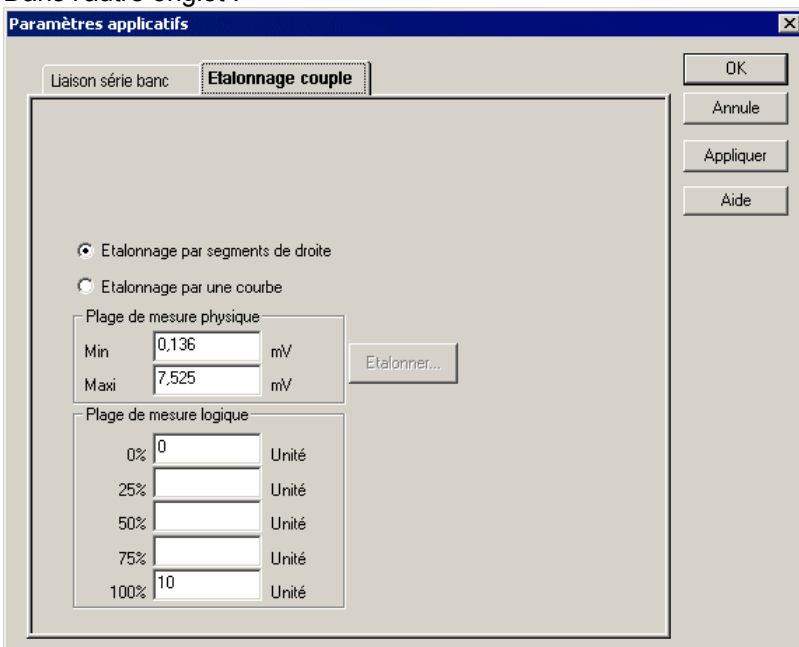 Dans l'autre onglet :
Paramètres applicatifs
Liaison série banc
Etalonnage couple
OK
Annule
Appliquer
Aide
Etalonnage par segments de droite
Etalonnage par une courbe
Plage de mesure physique
Min 0,136 mV
Maxi 7,525 mV
Etalonner...
Plage de mesure logique
0% 0 Unité
25% Unité
50% Unité
75% Unité
100% 10 Unité